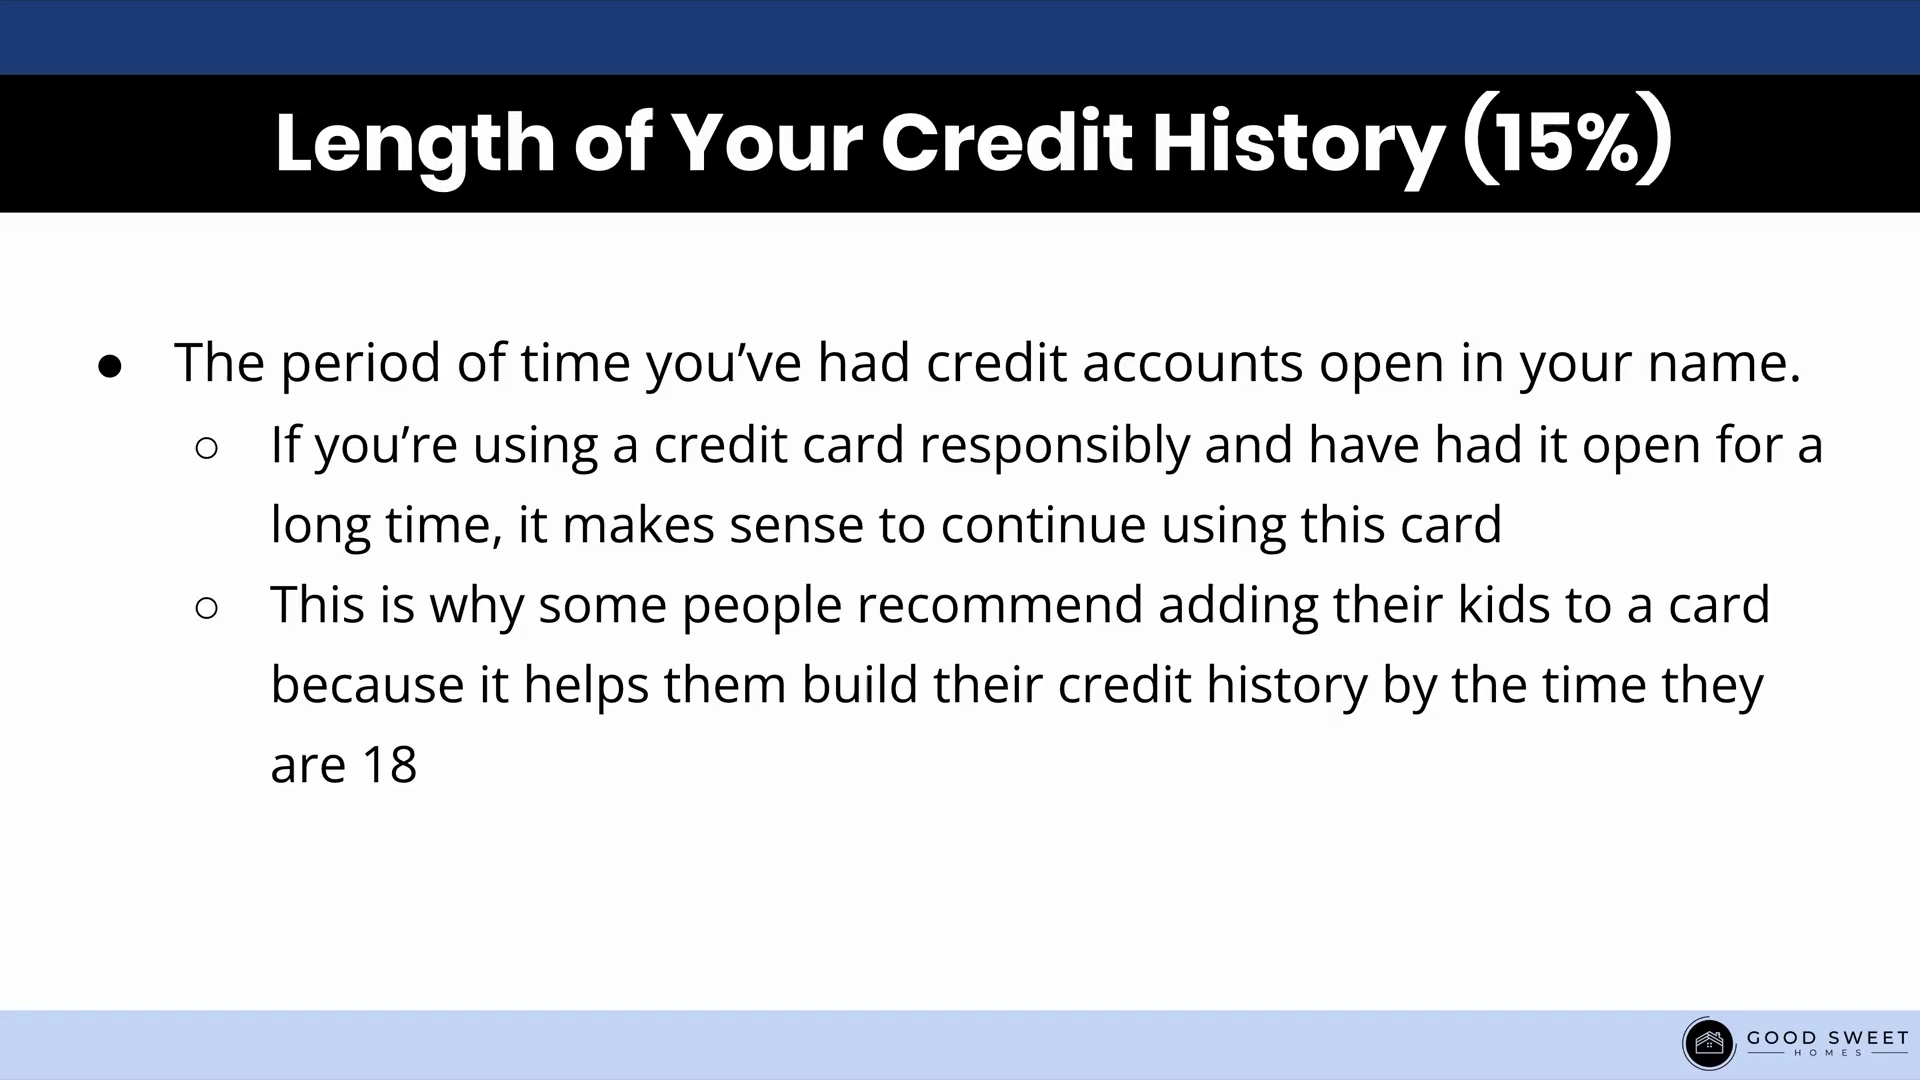 Length of Your Credit History (15%)
● The period of time you’ve had credit accounts open in your name.
○ If you’re using a credit card responsibly and have had it open for a
long time, it makes sense to continue using this card
○ This is why some people recommend adding their kids to a card
because it helps them build their credit history by the time they
are 18
GOOD SWEET
HOMES